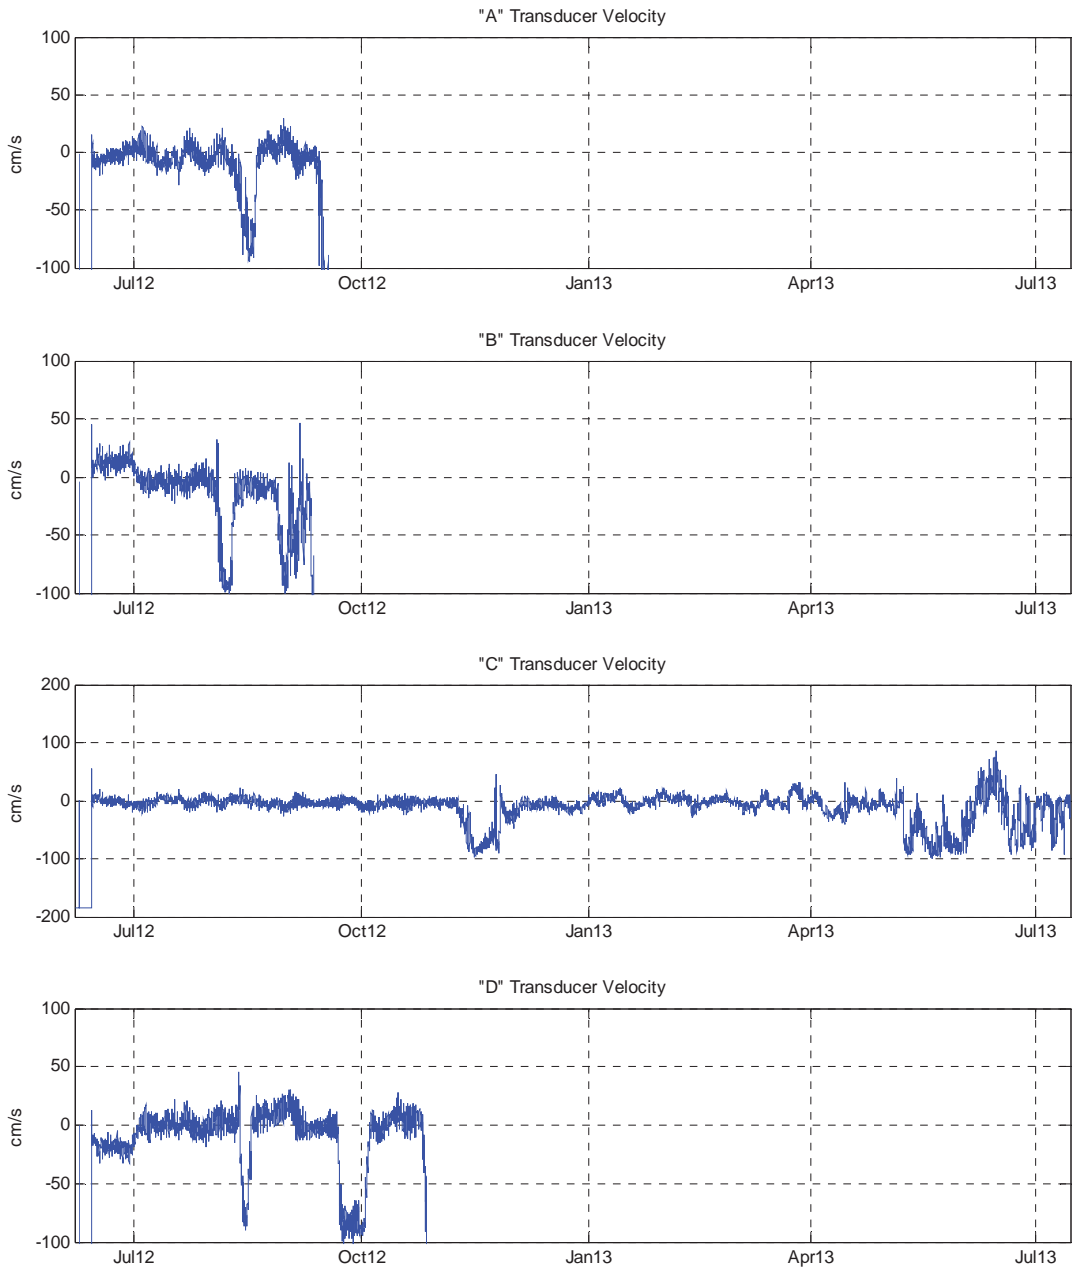 "A" Transducer Velocity
100
50
0
-50
-100
cm/s
Jul12 Oct12 Jan13 Apr13 Jul13
"B" Transducer Velocity
100
50
0
-50
-100
cm/s
Jul12 Oct12 Jan13 Apr13 Jul13
"C" Transducer Velocity
200
100
0
-100
-200
cm/s
Jul12 Oct12 Jan13 Apr13 Jul13
"D" Transducer Velocity
100
50
0
-50
-100
cm/s
Jul12 Oct12 Jan13 Apr13 Jul13